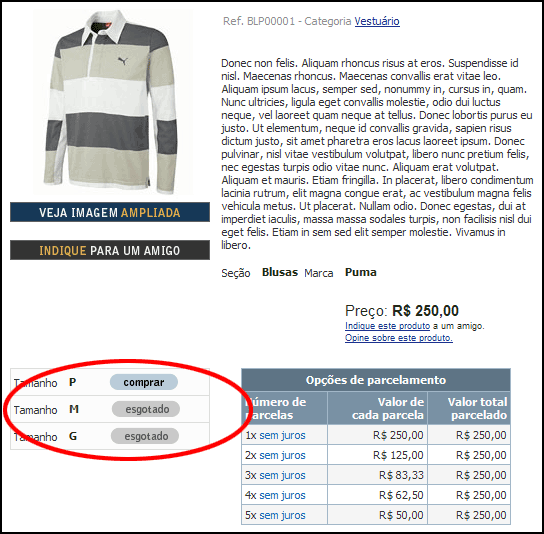 Ref. BLP00001 - Categoria Vestuário
Donec non felis. Aliquam rhoncus risus at eros. Suspendisse id
nisl. Maecenas rhoncus. Maecenas convallis erat vitae leo.
Aliquam ipsum lacus, semper sed, nonummy in, cursus in, quam.
Nunc ultricies, ligula eget convallis molestie, odio dui luctus
neque, vel laoreet quam neque at tellus. Donec lobortis purus eu
justo. Ut elementum, neque id convallis gravida, sapien risus
dictum justo, sit amet pharetra eros lacus laoreet ipsum. Donec
pulvinar, nisl vitae vestibulum volutpat, libero nunc pretium felis,
nec egestas turpis odio vitae nunc. Aliquam erat volutpat.
Aliquam et mauris. Etiam fringilla. In placerat, libero condimentum
lacinia rutrum, elit magna congue erat, ac vestibulum magna felis
vehicula metus. Ut placerat. Nullam odio. Donec egestas, dui at
imperdiet iaculis, massa massa sodales turpis, non facilisis nisl dui
eget felis. Etiam in sem sed elit semper molestie. Vivamus in
libero.
VEJA IMAGEM AMPLIADA
INDIQUE PARA UM AMIGO
Seção Blusas Marca Puma
Preço: R$ 250,00
Indique este produto a um amigo.
Opine sobre este produto.
Tamanho P comprar
Tamanho M esgotado
Tamanho G esgotado
Opções de parcelamento
Número de parcelas Valor de cada parcela Valor total parcelado
1x sem juros R$ 250,00 R$ 250,00
2x sem juros R$ 125,00 R$ 250,00
3x sem juros R$ 83,33 R$ 250,00
4x sem juros R$ 62,50 R$ 250,00
5x sem juros R$ 50,00 R$ 250,00